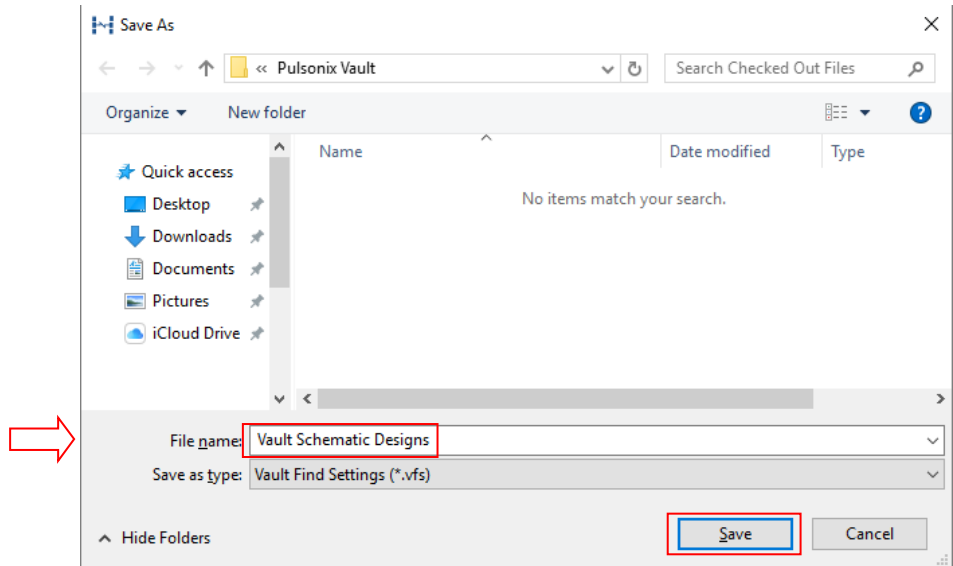 Save As
« Pulsonix Vault
Search Checked Out Files
Organize
New folder
Name
Date modified
Type
Quick access
No items match your search.
Desktop
Downloads
Documents
Pictures
iCloud Drive
File name: Vault Schematic Designs
Save as type: Vault Find Settings (*.vfs)
Hide Folders
Save
Cancel